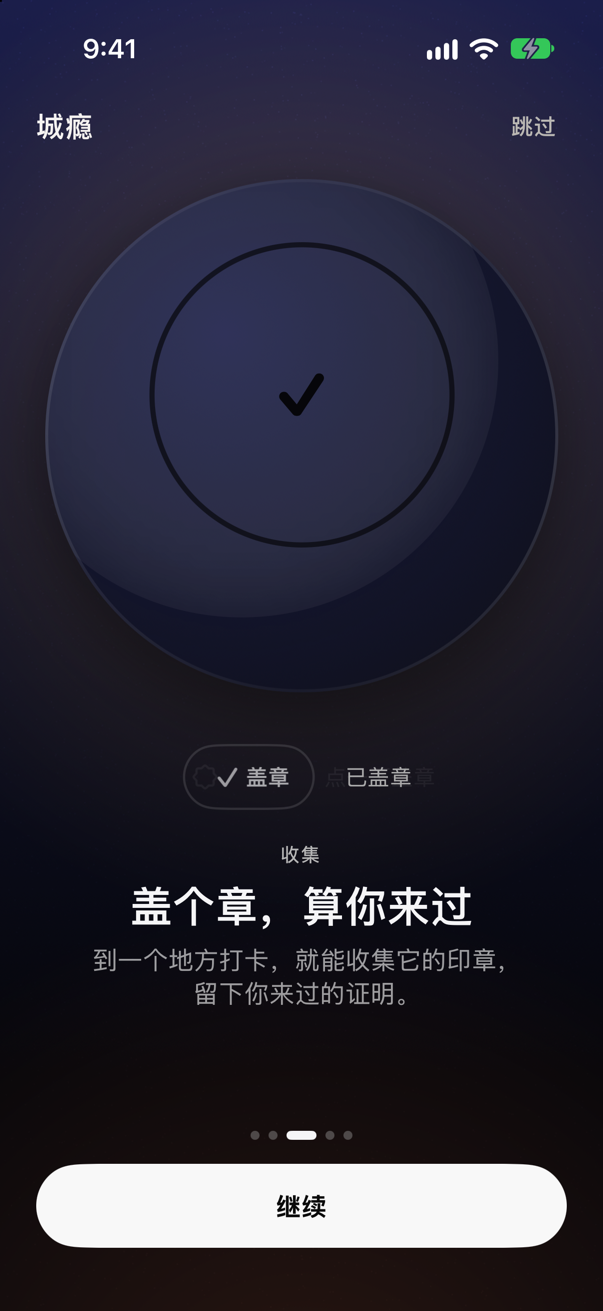 9:41
城瘾
跳过
盖章
已盖章
收集
盖个章，算你来过
到一个地方打卡，就能收集它的印章，
留下你来过的证明。
继续